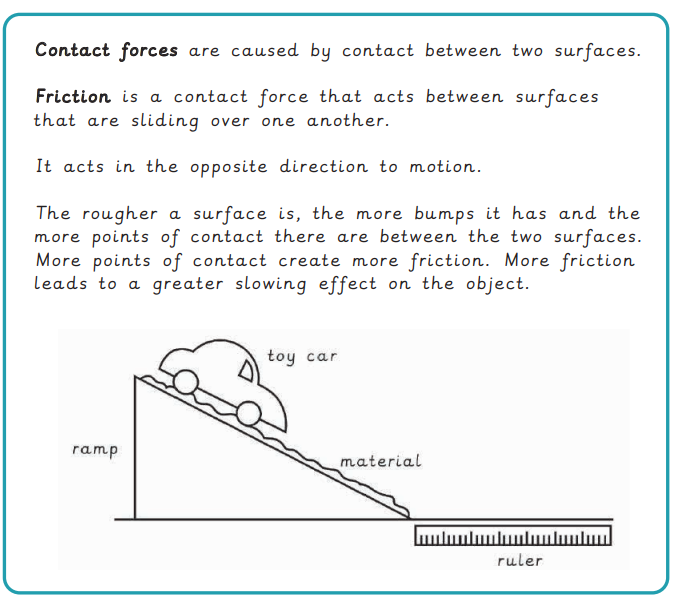 Contact forces are caused by contact between two surfaces.
Friction is a contact force that acts between surfaces
that are sliding over one another.
It acts in the opposite direction to motion.
The rougher a surface is, the more bumps it has and the
more points of contact there are between the two surfaces.
More points of contact create more friction. More friction
leads to a greater slowing effect on the object.
toy car
ramp
material
ruler